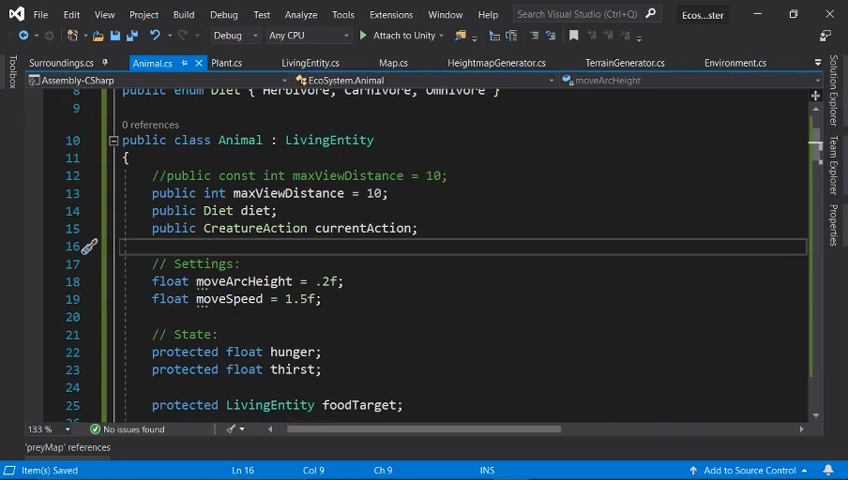 File Edit View Git Project Build Debug Test Analyze Tools Extensions Window Help Search Visual Studio (Ctrl+Q) Ecos...ster
Debug Any CPU Attach to Unity
Surroundings.cs Animal.cs Plant.cs LivingEntity.cs Map.cs HeightmapGenerator.cs TerrainGenerator.cs Environment.cs
Assembly-CSharp EcoSystem.Animal moveArcHeight
Toolbox
Solution Explorer
Team Explorer
Properties
8 public enum Diet { Herbivore, Carnivore, Omnivore }
9
0 references
10 public class Animal : LivingEntity
11 {
12 //public const int maxViewDistance = 10;
13 public int maxViewDistance = 10;
14 public Diet diet;
15 public CreatureAction currentAction;
16
17 // Settings:
18 float moveArcHeight = .2f;
19 float moveSpeed = 1.5f;
20
21 // State:
22 protected float hunger;
23 protected float thirst;
24
25 protected LivingEntity foodTarget;
133 % No issues found
'preyMap' references
Item(s) Saved Ln 16 Col 9 Ch 9 INS Add to Source Control